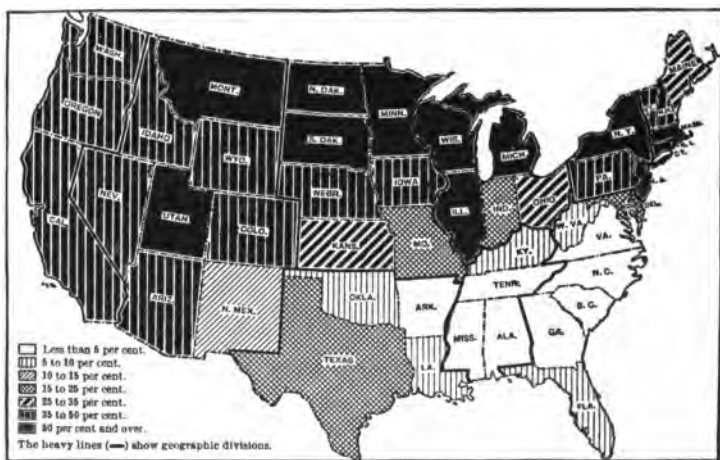 WASH.
OREGON
IDAHO
MONT.
N. DAK.
S. DAK.
MINN.
WIS.
MICH.
N.Y.
MAINE
N.H.
WYO.
NEBR.
IOWA
ILL.
IND.
OHIO
PA.
NEV.
UTAH
COLO.
KANS.
MO.
KY.
W. VA
VA.
CAL.
ARIZ
N. MEX.
OKLA.
ARK.
TENN.
N.C.
S.C.
TEXAS
LA.
MISS.
ALA.
GA.
FLA.
Less than 5 per cent.
5 to 10 per cent.
10 to 15 per cent.
15 to 25 per cent.
25 to 35 per cent.
35 to 50 per cent.
50 per cent and over.
The heavy lines (▬) show geographic divisions.